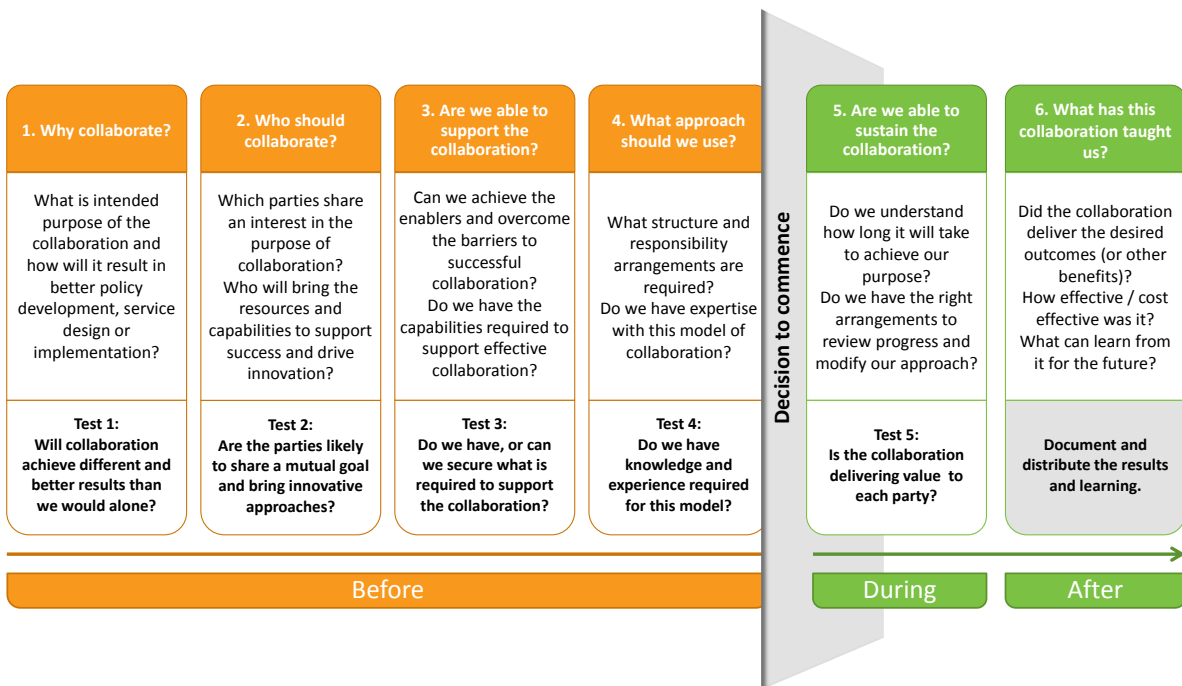 1. Why collaborate?
What is intended
purpose of the
collaboration and
how will it result in
better policy
development, service
design or
implementation?
Test 1:
Will collaboration
achieve different and
better results than
we would alone?
2. Who should
collaborate?
Which parties share
an interest in the
purpose of
collaboration?
Who will bring the
resources and
capabilities to support
success and drive
innovation?
Test 2:
Are the parties likely
to share a mutual goal
and bring innovative
approaches?
3. Are we able to
support the
collaboration?
Can we achieve the
enablers and overcome
the barriers to
successful
collaboration?
Do we have the
capabilities required to
support effective
collaboration?
Test 3:
Do we have, or can
we secure what is
required to support
the collaboration?
4. What approach
should we use?
What structure and
responsibility
arrangements are
required?
Do we have expertise
with this model of
collaboration?
Test 4:
Do we have
knowledge and
experience required
for this model?
Decision to commence
5. Are we able to
sustain the
collaboration?
Do we understand
how long it will take
to achieve our
purpose?
Do we have the right
arrangements to
review progress and
modify our approach?
Test 5:
Is the collaboration
delivering value to
each party?
6. What has this
collaboration taught
us?
Did the collaboration
deliver the desired
outcomes (or other
benefits)?
How effective / cost
effective was it?
What can learn from
it for the future?
Document and
distribute the results
and learning.
Before
During
After